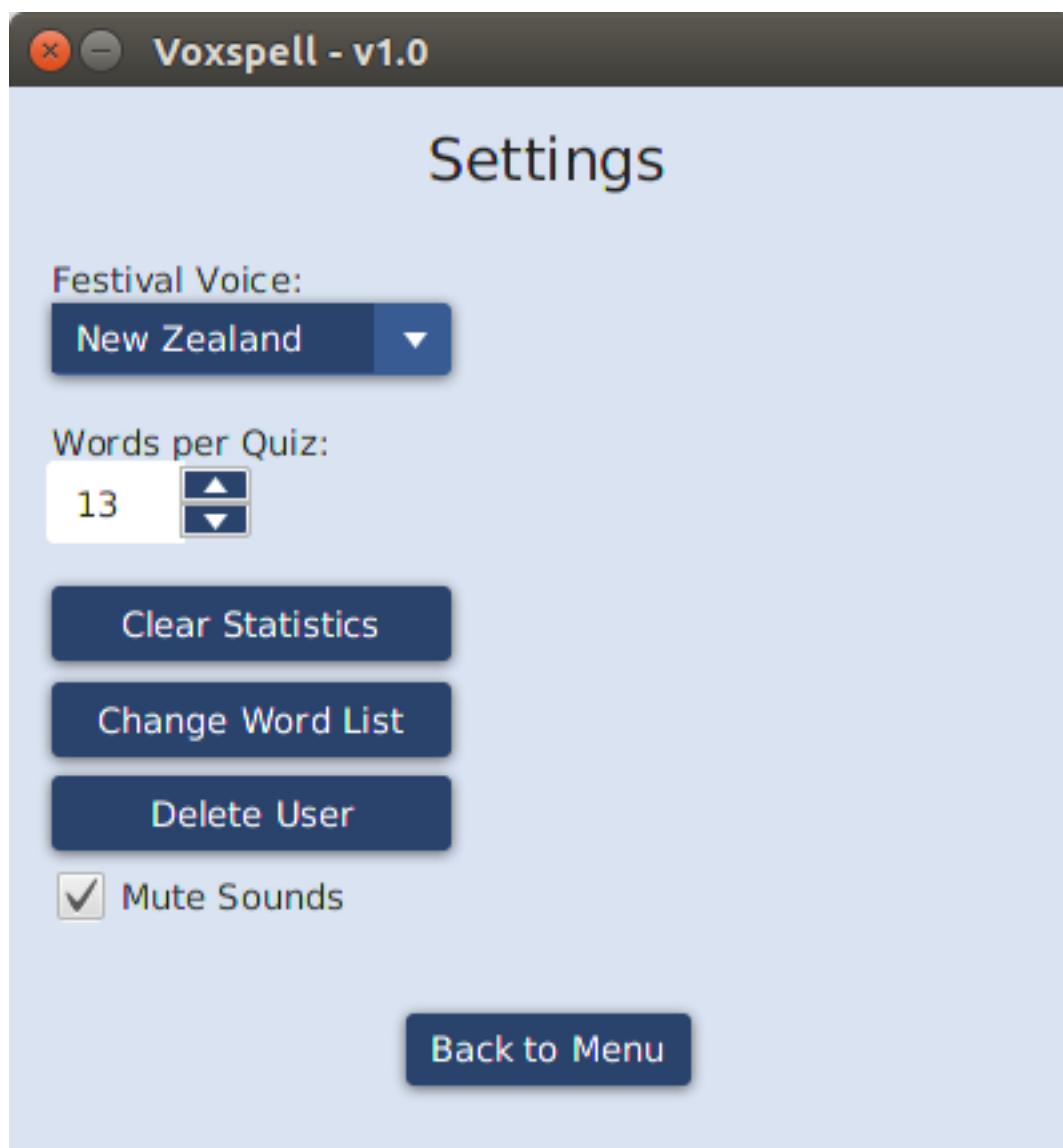 Voxspell - v1.0
Settings
Festival Voice:
New Zealand
Words per Quiz:
13
Clear Statistics
Change Word List
Delete User
Mute Sounds
Back to Menu